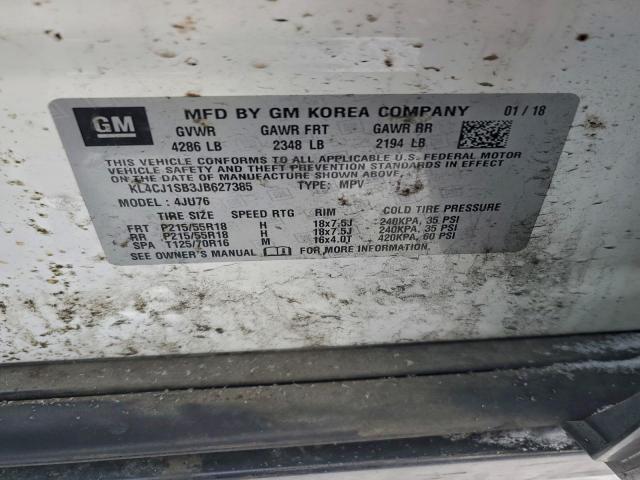 GM
MFD BY GM KOREA COMPANY 01/18
GVWR GAWR FRT GAWR RR
4286 LB 2348 LB 2194 LB
THIS VEHICLE CONFORMS TO ALL APPLICABLE U.S. FEDERAL MOTOR
VEHICLE SAFETY AND THEFT PREVENTION STANDARDS IN EFFECT
ON THE DATE OF MANUFACTURE SHOWN ABOVE.
KL4CJ1SB3JB627385 TYPE: MPV
MODEL : 4JU76
TIRE SIZE SPEED RTG RIM COLD TIRE PRESSURE
FRT P215/55R18 H 18x7.5J 240KPA, 35 PSI
RR P215/55R18 H 18x7.5J 240KPA, 35 PSI
SPA T125/70R16 M 16x4.0T 420KPA, 60 PSI
SEE OWNER'S MANUAL FOR MORE INFORMATION